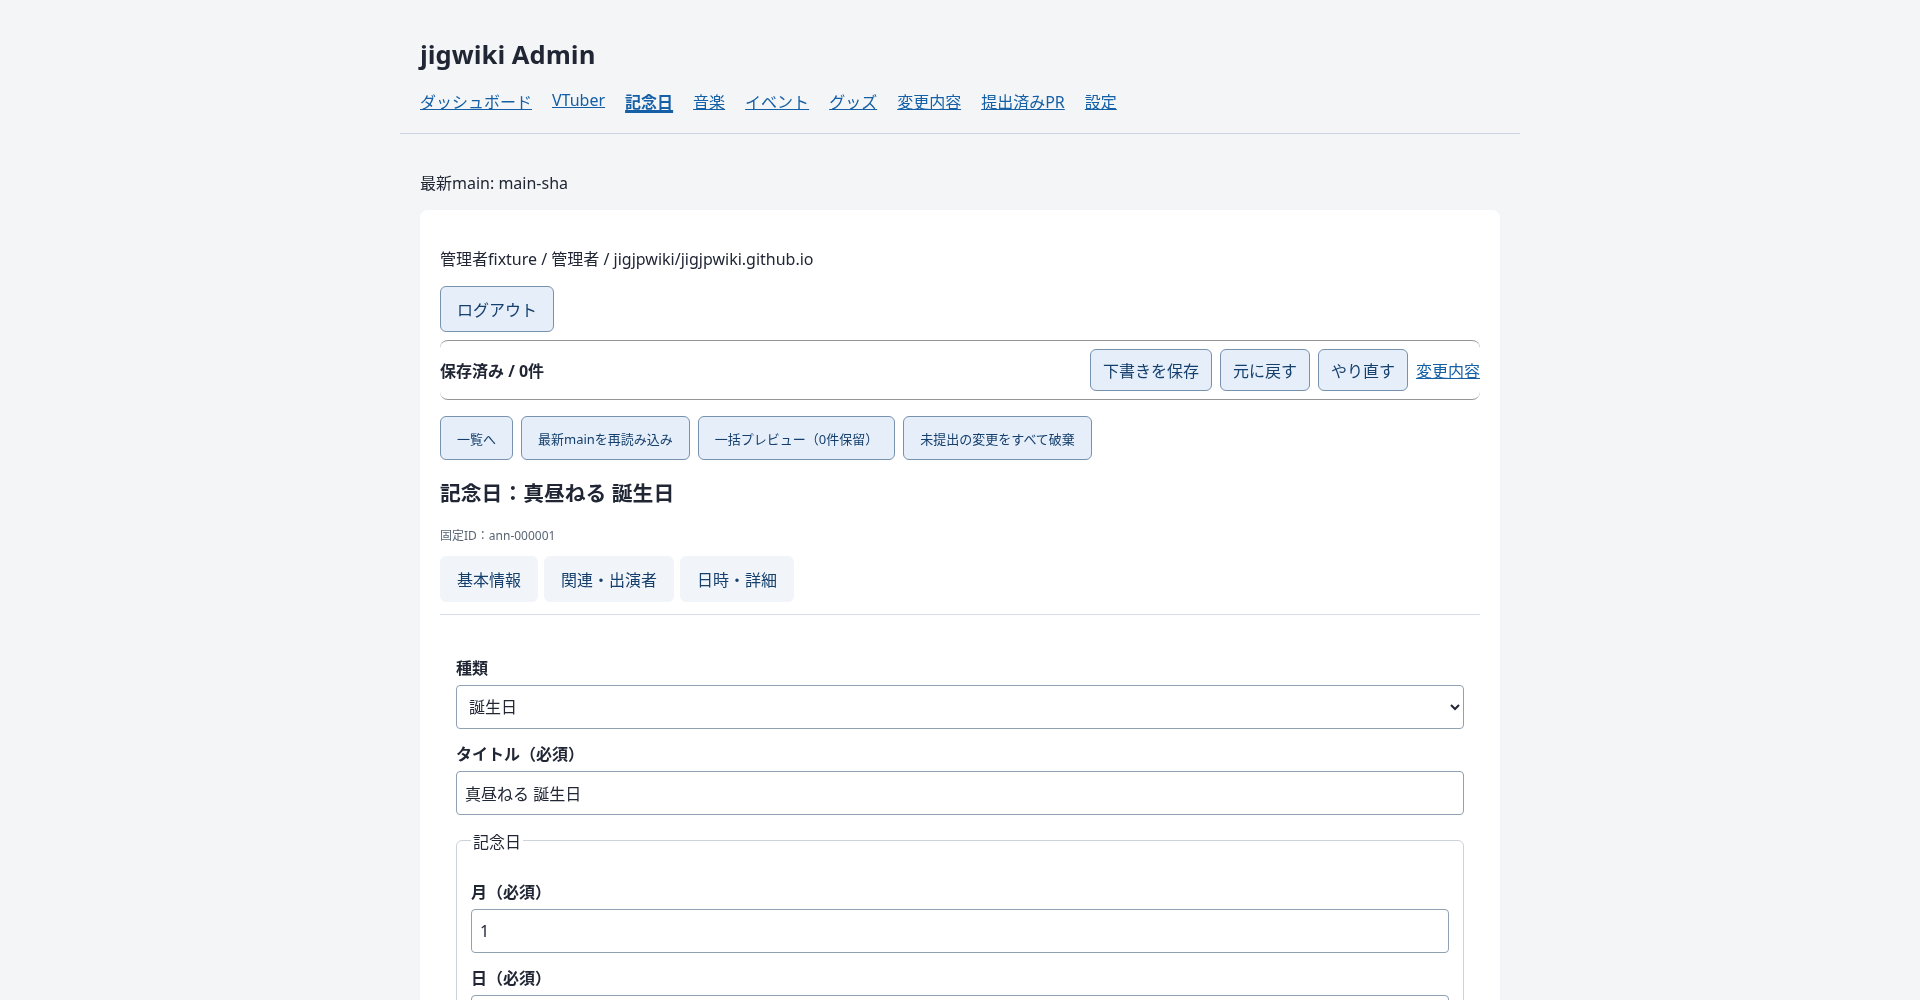 jigwiki Admin
ダッシュボード VTuber 記念日 音楽 イベント グッズ 変更内容 提出済みPR 設定
最新main: main-sha
管理者fixture / 管理者 / jigjpwiki/jigjpwiki.github.io
ログアウト
保存済み / 0件 下書きを保存 元に戻す やり直す 変更内容
一覧へ 最新mainを再読み込み 一括プレビュー（0件保留） 未提出の変更をすべて破棄
記念日：真昼ねる 誕生日
固定ID：ann-000001
基本情報 関連・出演者 日時・詳細
種類
誕生日
タイトル（必須）
真昼ねる 誕生日
記念日
月（必須）
1
日（必須）